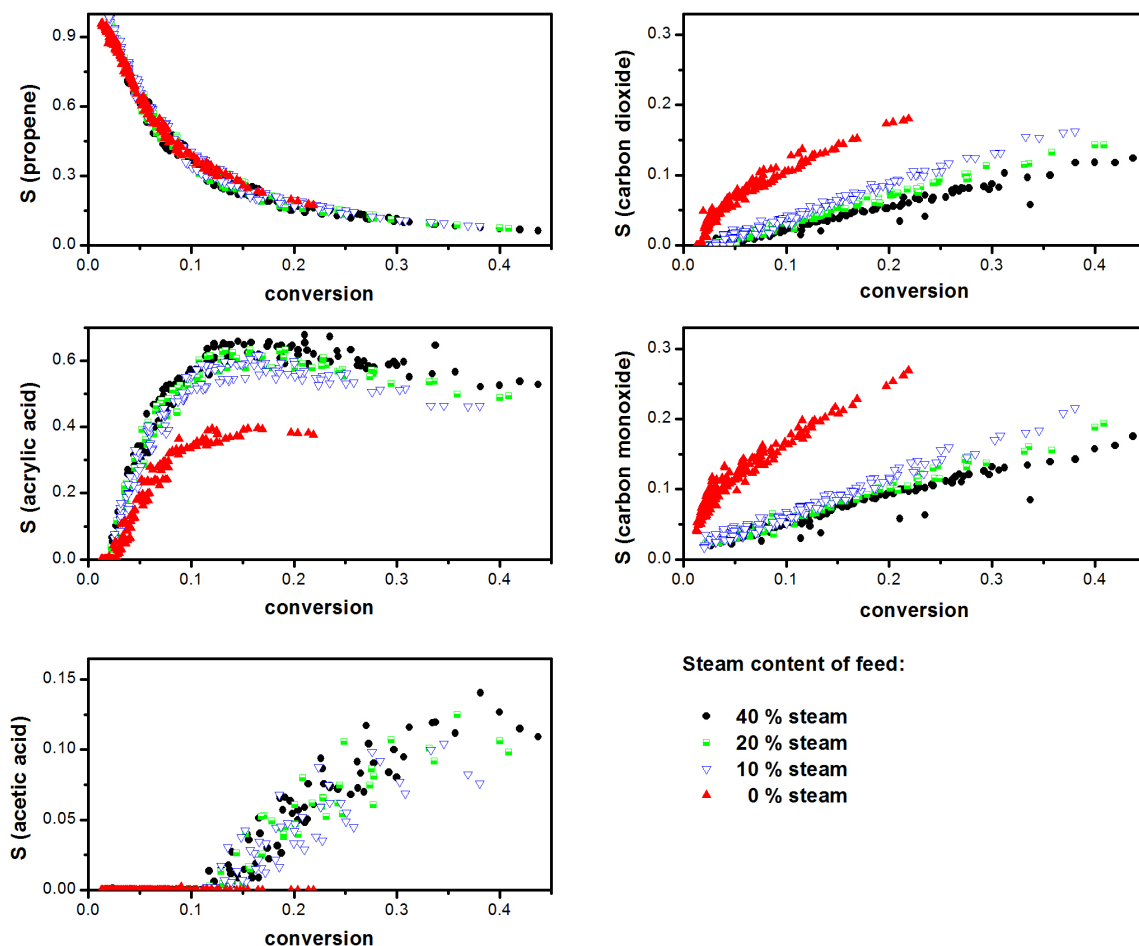 S (propene)
0.9
0.6
0.3
0.0
0.0 0.1 0.2 0.3 0.4
conversion
S (carbon dioxide)
0.3
0.2
0.1
0.0
0.0 0.1 0.2 0.3 0.4
conversion
S (acrylic acid)
0.6
0.4
0.2
0.0
0.0 0.1 0.2 0.3 0.4
conversion
S (carbon monoxide)
0.3
0.2
0.1
0.0
0.0 0.1 0.2 0.3 0.4
conversion
S (acetic acid)
0.15
0.10
0.05
0.00
0.0 0.1 0.2 0.3 0.4
conversion
Steam content of feed:
40 % steam
20 % steam
10 % steam
0 % steam